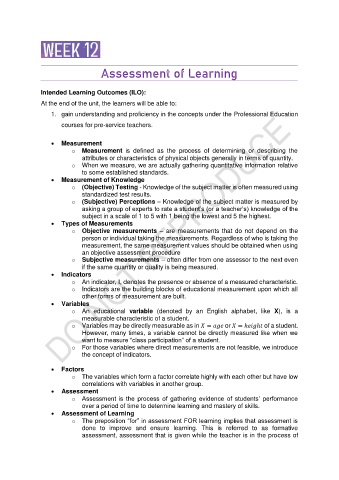 WEEK 12
Assessment of Learning
Intended Learning Outcomes (ILO):
At the end of the unit, the learners will be able to:
1. gain understanding and proficiency in the concepts under the Professional Education
courses for pre-service teachers.
• Measurement
o Measurement is defined as the process of determining or describing the
attributes or characteristics of physical objects generally in terms of quantity.
o When we measure, we are actually gathering quantitative information relative
to some established standards.
• Measurement of Knowledge
o (Objective) Testing - Knowledge of the subject matter is often measured using
standardized test results.
o (Subjective) Perceptions – Knowledge of the subject matter is measured by
asking a group of experts to rate a student's (or a teacher's) knowledge of the
subject in a scale of 1 to 5 with 1 being the lowest and 5 the highest.
• Types of Measurements
o Objective measurements – are measurements that do not depend on the
person or individual taking the measurements. Regardless of who is taking the
measurement, the same measurement values should be obtained when using
an objective assessment procedure
o Subjective measurements – often differ from one assessor to the next even
if the same quantity or quality is being measured.
• Indicators
o An indicator, I, denotes the presence or absence of a measured characteristic.
o Indicators are the building blocks of educational measurement upon which all
other forms of measurement are built.
• Variables
o An educational variable (denoted by an English alphabet, like X), is a
measurable characteristic of a student.
o Variables may be directly measurable as in X = age or X = height of a student.
o However, many times, a variable cannot be directly measured like when we
want to measure "class participation" of a student.
o For those variables where direct measurements are not feasible, we introduce
the concept of indicators.
• Factors
o The variables which form a factor correlate highly with each other but have low
correlations with variables in another group.
• Assessment
o Assessment is the process of gathering evidence of students' performance
over a period of time to determine learning and mastery of skills.
• Assessment of Learning
o The preposition "for" in assessment FOR learning implies that assessment is
done to improve and ensure learning. This is referred to as formative
assessment, assessment that is given while the teacher is in the process of
DO NOT REPRODUCE